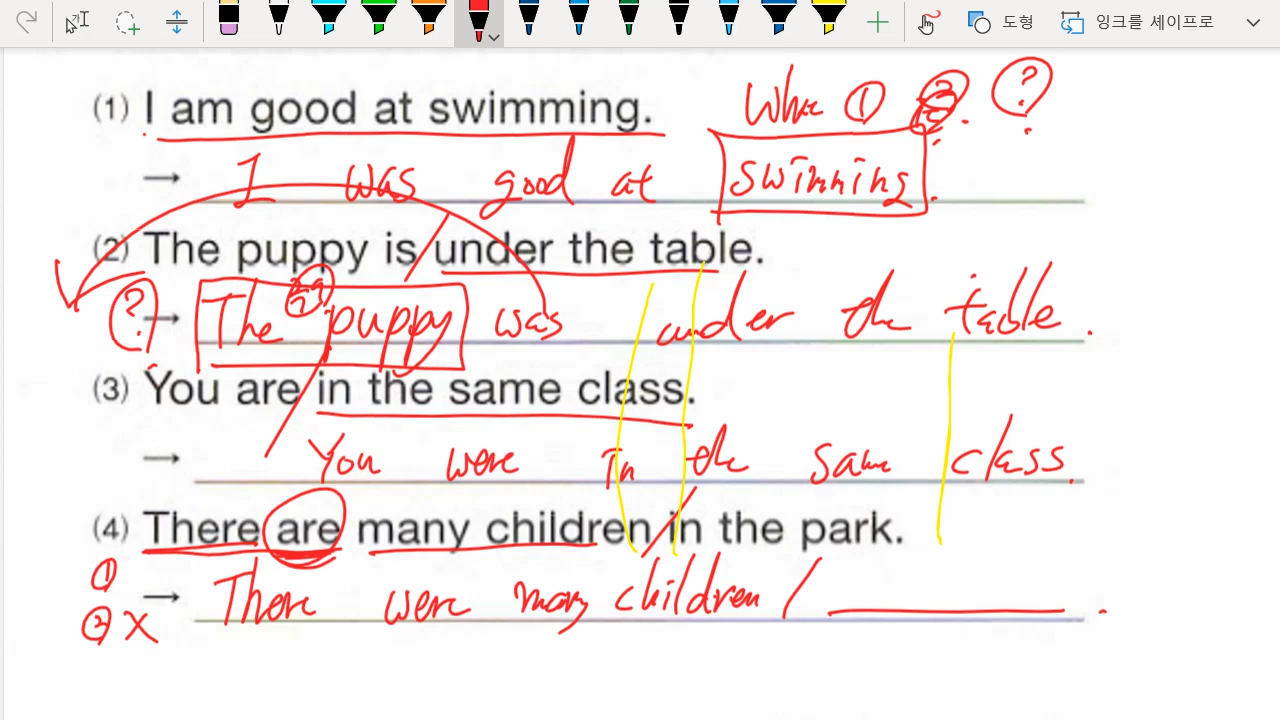 도형 잉크를 셰이프로
(1) I am good at swimming. ① ② ?
→ I was good at swimming.
(2) The puppy is under the table.
? → The puppy was under the table.
(3) You are in the same class.
→ You were in the same class.
(4) There are many children in the park.
①
→ There were many children / ____.
② X